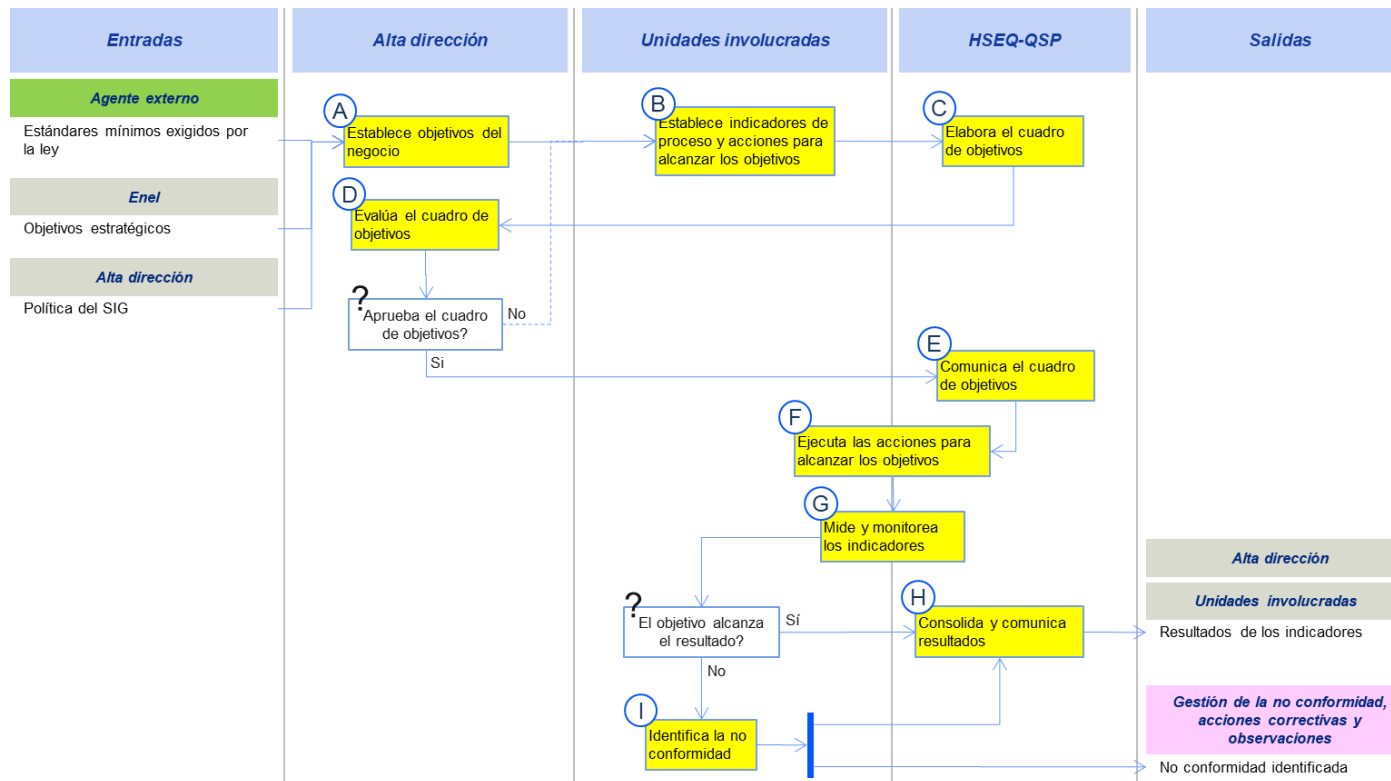 Entradas
Alta dirección
Unidades involucradas
HSEQ-QSP
Salidas
Agente externo
Estándares mínimos exigidos por
la ley
Enel
Objetivos estratégicos
Alta dirección
Política del SIG
A
Establece objetivos del
negocio
B
Establece indicadores de
proceso y acciones para
alcanzar los objetivos
C
Elabora el cuadro
de objetivos
D
Evalúa el cuadro de
objetivos
?
Aprueba el cuadro
de objetivos?
No
Si
E
Comunica el cuadro
de objetivos
F
Ejecuta las acciones para
alcanzar los objetivos
G
Mide y monitorea
los indicadores
?
El objetivo alcanza
el resultado?
Sí
No
H
Consolida y comunica
resultados
I
Identifica la no
conformidad
Alta dirección
Unidades involucradas
Resultados de los indicadores
Gestión de la no conformidad,
acciones correctivas y
observaciones
No conformidad identificada